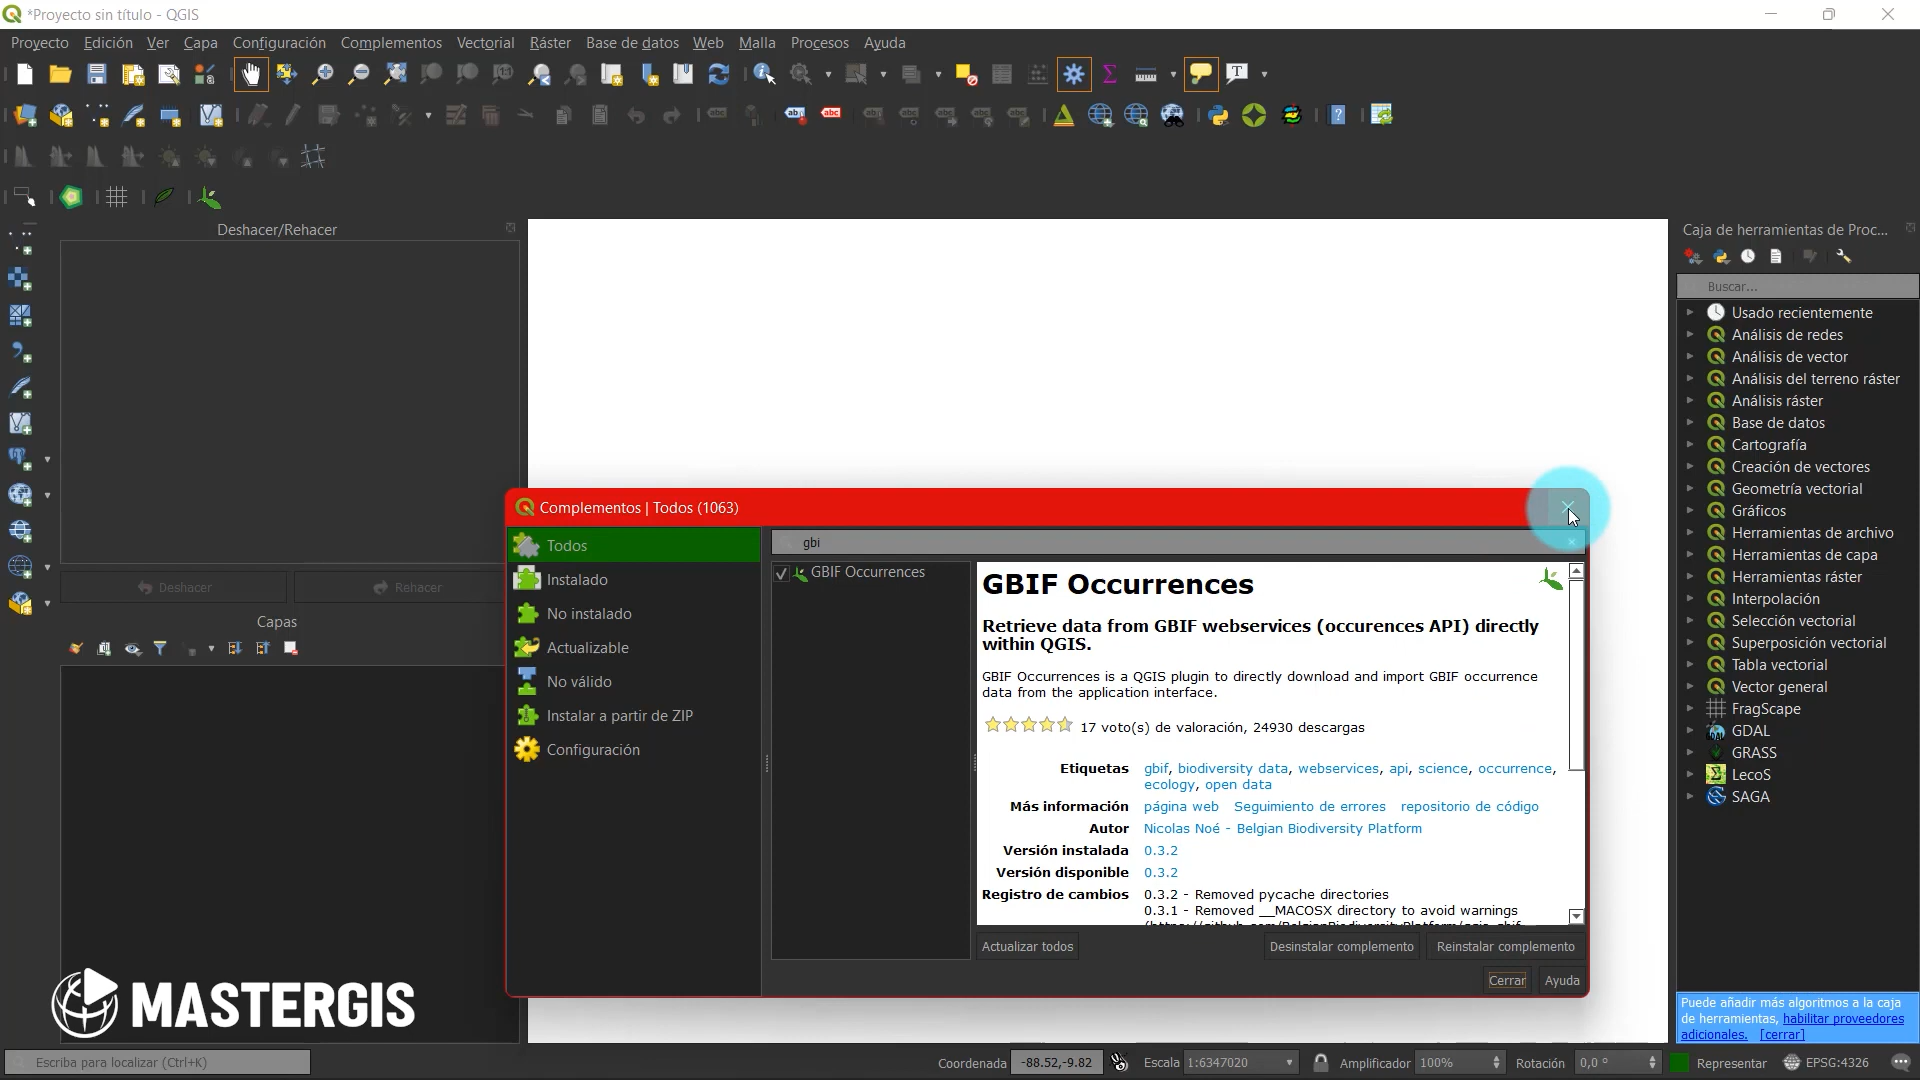 *Proyecto sin título - QGIS
Proyecto Edición Ver Capa Configuración Complementos Vectorial Ráster Base de datos Web Malla Procesos Ayuda
Deshacer/Rehacer
Caja de herramientas de Proc...
Buscar...
Usado recientemente
Análisis de redes
Análisis de vector
Análisis del terreno ráster
Análisis ráster
Base de datos
Cartografía
Creación de vectores
Geometría vectorial
Gráficos
Herramientas de archivo
Herramientas de capa
Herramientas ráster
Interpolación
Selección vectorial
Superposición vectorial
Tabla vectorial
Vector general
FragScape
GDAL
GRASS
LecoS
SAGA
Deshacer Rehacer
Capas
Complementos | Todos (1063)
Todos
Instalado
No instalado
Actualizable
No válido
Instalar a partir de ZIP
Configuración
gbi
GBIF Occurrences
GBIF Occurrences
Retrieve data from GBIF webservices (occurences API) directly
within QGIS.
GBIF Occurrences is a QGIS plugin to directly download and import GBIF occurrence
data from the application interface.
17 voto(s) de valoración, 24930 descargas
Etiquetas gbif, biodiversity data, webservices, api, science, occurrence,
ecology, open data
Más información página web Seguimiento de errores repositorio de código
Autor Nicolas Noé - Belgian Biodiversity Platform
Versión instalada 0.3.2
Versión disponible 0.3.2
Registro de cambios 0.3.2 - Removed pycache directories
0.3.1 - Removed __MACOSX directory to avoid warnings
Actualizar todos Desinstalar complemento Reinstalar complemento
Cerrar Ayuda
MASTERGIS
Puede añadir más algoritmos a la caja
de herramientas, habilitar proveedores
adicionales. [cerrar]
Escriba para localizar (Ctrl+K)
Coordenada -88.52,-9.82 Escala 1:6347020 Amplificador 100% Rotación 0,0 ° Representar EPSG:4326